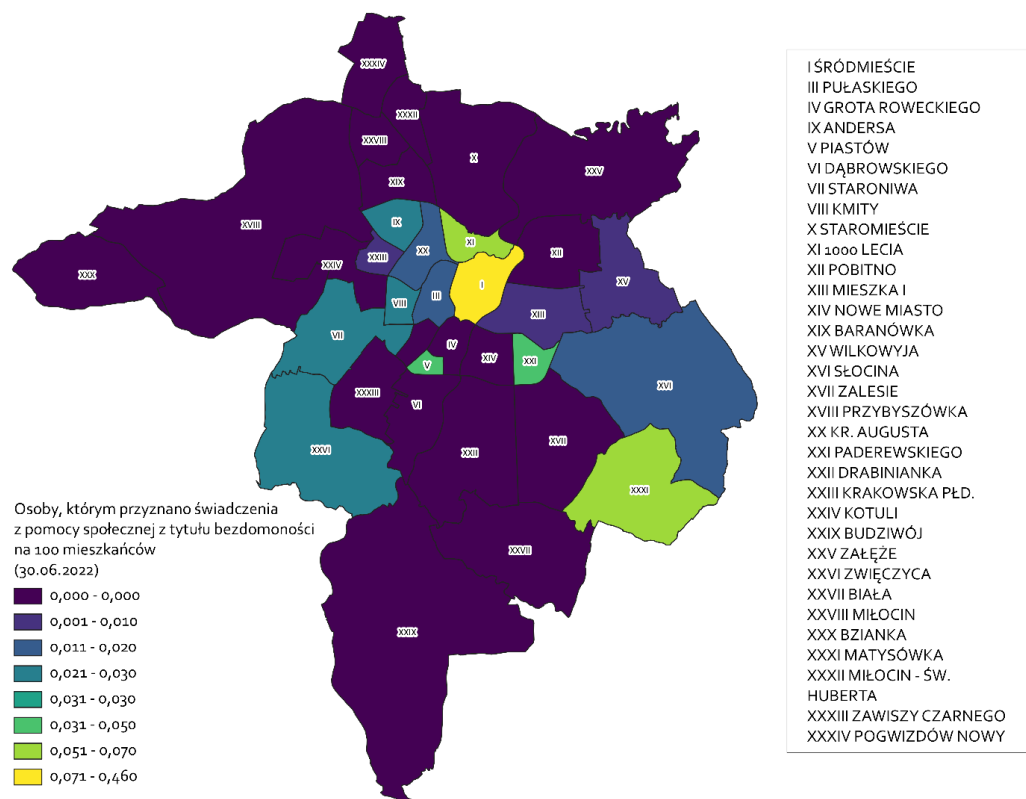 XXXIV
XXXII
XXVIII
X
XXV
XIX
IX
XVIII
XX
XI
XII
XXIII
XXIV
XXX
XV
I
VIII
III
XIII
VII
IV
XIV
XXI
V
XVI
XXXIII
VI
XXVI
XXII
XVII
XXXI
XXVII
XXIX
Osoby, którym przyznano świadczenia
z pomocy społecznej z tytułu bezdomoności
na 100 mieszkańców
(30.06.2022)
0,000 - 0,000
0,001 - 0,010
0,011 - 0,020
0,021 - 0,030
0,031 - 0,030
0,031 - 0,050
0,051 - 0,070
0,071 - 0,460
I ŚRÓDMIEŚCIE
III PUŁASKIEGO
IV GROTA ROWECKIEGO
IX ANDERSA
V PIASTÓW
VI DĄBROWSKIEGO
VII STARONIWA
VIII KMITY
X STAROMIEŚCIE
XI 1000 LECIA
XII POBITNO
XIII MIESZKA I
XIV NOWE MIASTO
XIX BARANÓWKA
XV WILKOWYJA
XVI SŁOCINA
XVII ZALESIE
XVIII PRZYBYSZÓWKA
XX KR. AUGUSTA
XXI PADEREWSKIEGO
XXII DRABINIANKA
XXIII KRAKOWSKA PŁD.
XXIV KOTULI
XXIX BUDZIWÓJ
XXV ZAŁĘŻE
XXVI ZWIĘCZYCA
XXVII BIAŁA
XXVIII MIŁOCIN
XXX BZIANKA
XXXI MATYSÓWKA
XXXII MIŁOCIN - ŚW.
HUBERTA
XXXIII ZAWISZY CZARNEGO
XXXIV POGWIZDÓW NOWY